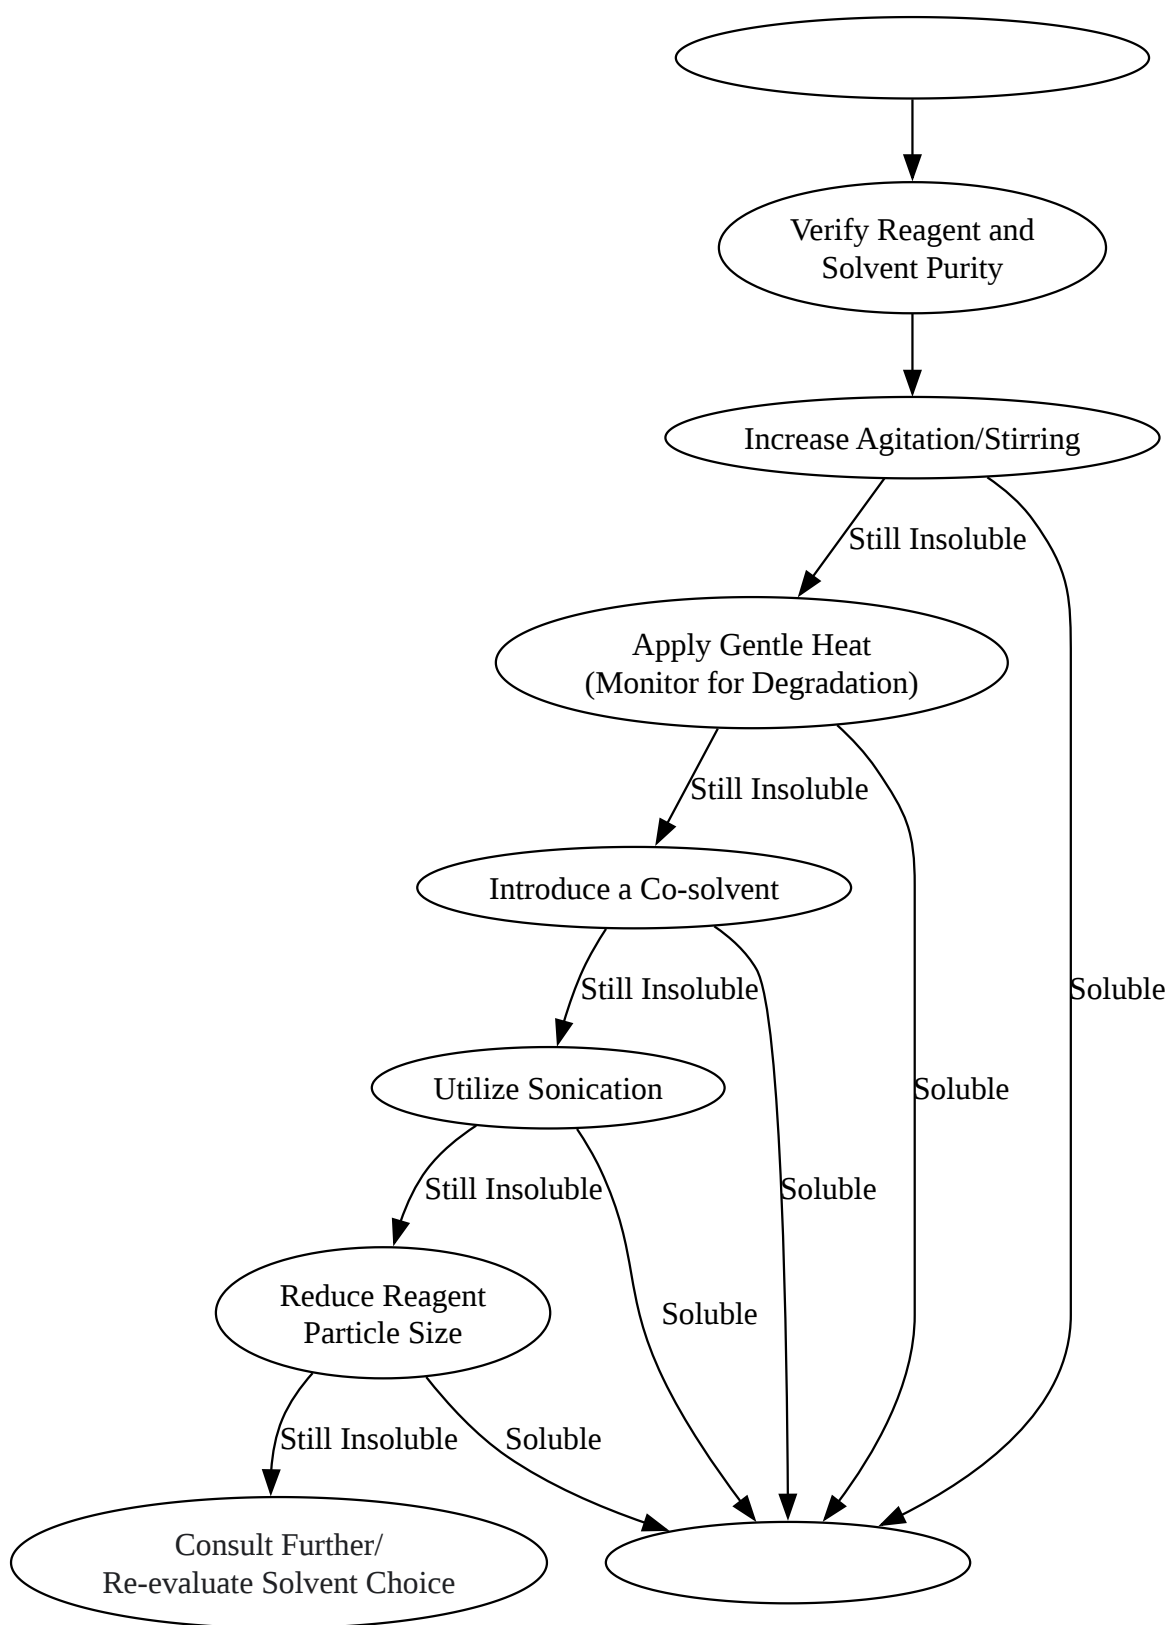 Verify Reagent and
Solvent Purity
Increase Agitation/Stirring
Still Insoluble
Apply Gentle Heat
(Monitor for Degradation)
Still Insoluble
Introduce a Co-solvent
Still Insoluble
Soluble
Utilize Sonication
Soluble
Still Insoluble
Soluble
Reduce Reagent
Particle Size
Soluble
Still Insoluble
Soluble
Consult Further/
Re-evaluate Solvent Choice